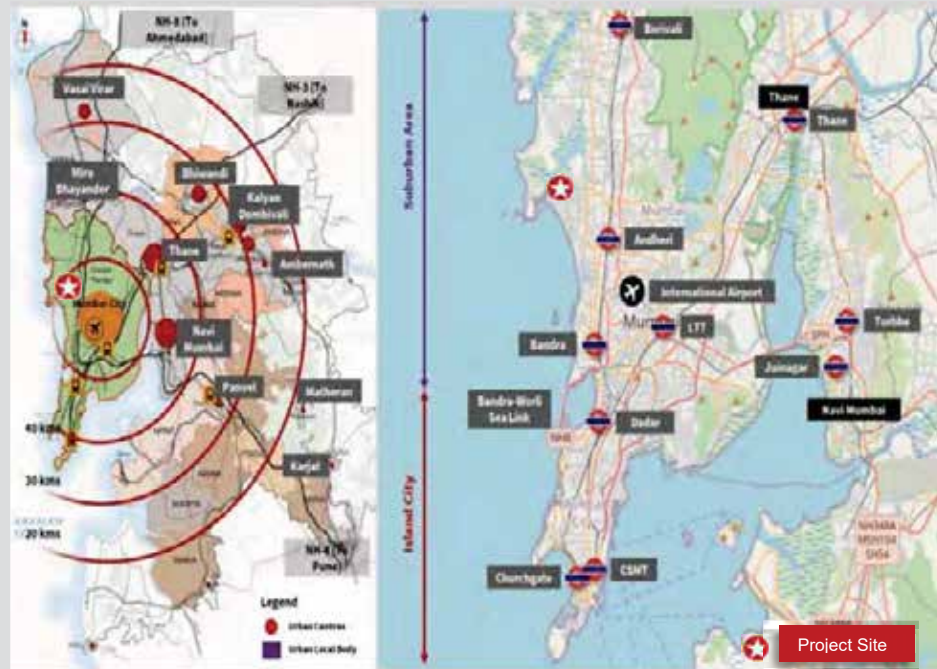 NH-8 (To
Ahmedabad)
NH-3 (To
Nashik)
Vasai Virar
Mira
Bhayander
Bhiwandi
Kalyan
Dombivali
Thane
Ambernath
Mumbai City
Navi
Mumbai
Panvel
Matheran
Karjat
40 kms
30 kms
20 kms
NH-4 (To
Pune)
Legend
Urban Centres
Urban Local Body
Suburban Area
Island City
Borivali
Thane
Thane
Andheri
International Airport
LTT
Turbhe
Bandra
Juinagar
Navi Mumbai
Bandra-Worli
Sea Link
Dadar
NH8
Churchgate
CSMT
Project Site